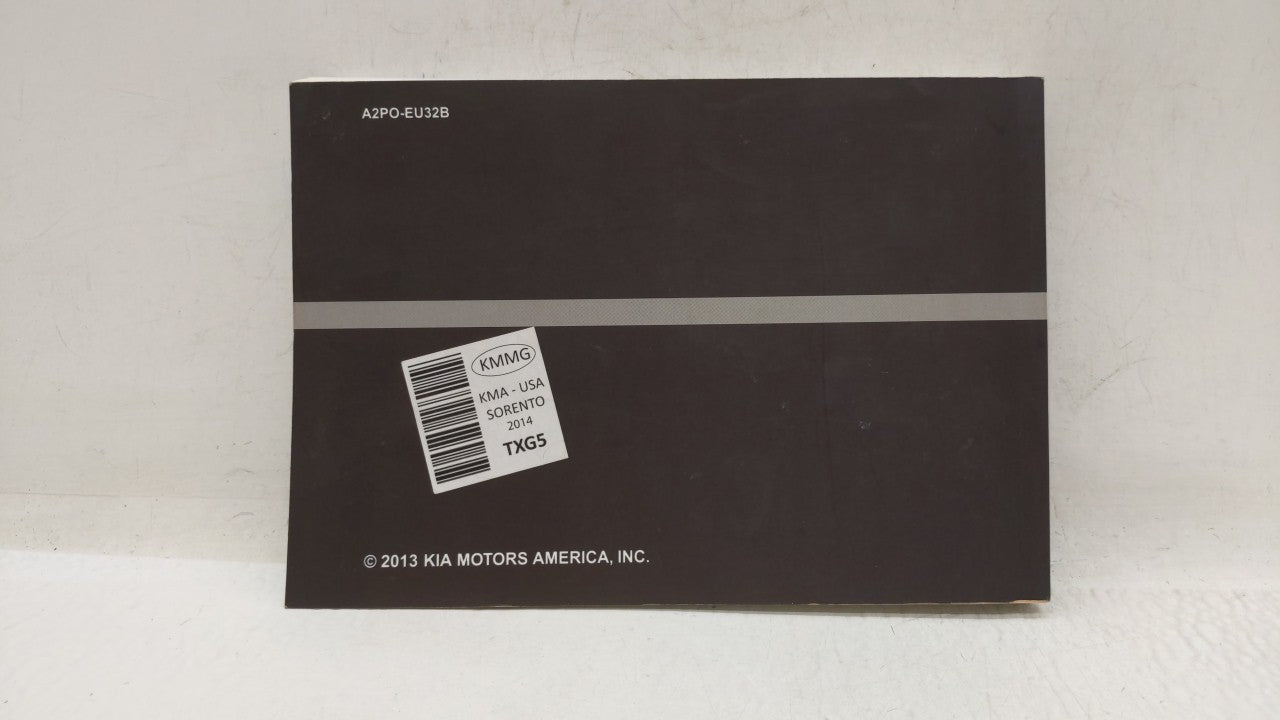 A2PO-EU32B
KMMG
KMA - USA
SORENTO
2014
TXG5
© 2013 KIA MOTORS AMERICA, INC.